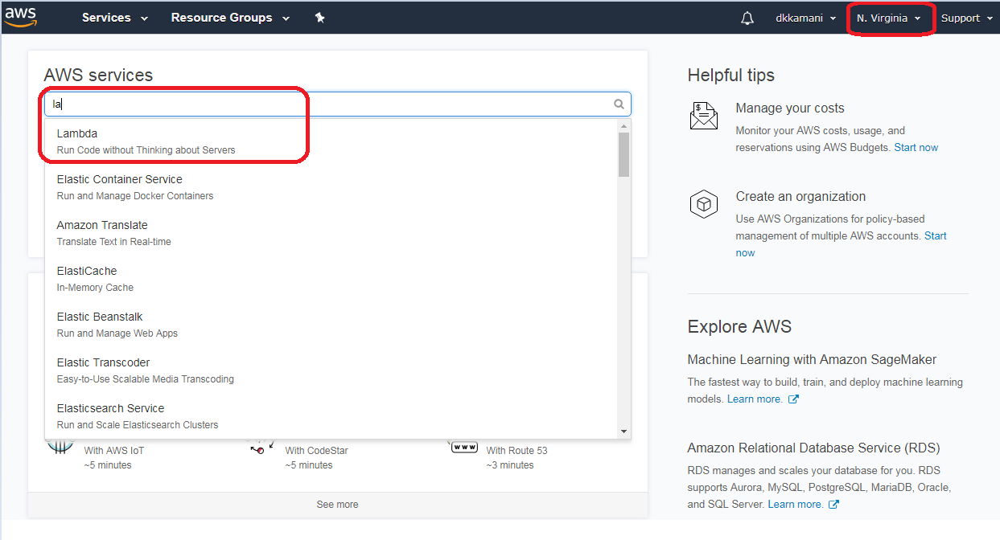 aws Services Resource Groups dkkamani N. Virginia Support
AWS services
la
Lambda
Run Code without Thinking about Servers
Elastic Container Service
Run and Manage Docker Containers
Amazon Translate
Translate Text in Real-time
ElastiCache
In-Memory Cache
Elastic Beanstalk
Run and Manage Web Apps
Elastic Transcoder
Easy-to-Use Scalable Media Transcoding
Elasticsearch Service
Run and Scale Elasticsearch Clusters
With AWS IoT
~5 minutes
With CodeStar
~5 minutes
www
With Route 53
~3 minutes
See more
Helpful tips
$
Manage your costs
Monitor your AWS costs, usage, and
reservations using AWS Budgets. Start now
Create an organization
Use AWS Organizations for policy-based
management of multiple AWS accounts. Start
now
Explore AWS
Machine Learning with Amazon SageMaker
The fastest way to build, train, and deploy machine learning
models. Learn more.
Amazon Relational Database Service (RDS)
RDS manages and scales your database for you. RDS
supports Aurora, MySQL, PostgreSQL, MariaDB, Oracle,
and SQL Server. Learn more.